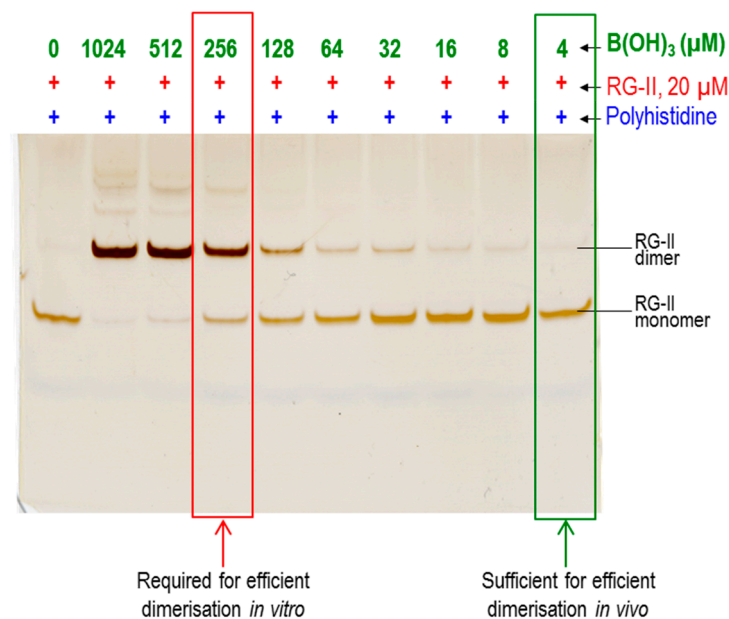 0 1024 512 256 128 64 32 16 8 4 B(OH)₃ (µM)
+ + + + + + + + + + RG-II, 20 µM
+ + + + + + + + + + Polyhistidine
RG-II
dimer
RG-II
monomer
Required for efficient
dimerisation in vitro
Sufficient for efficient
dimerisation in vivo